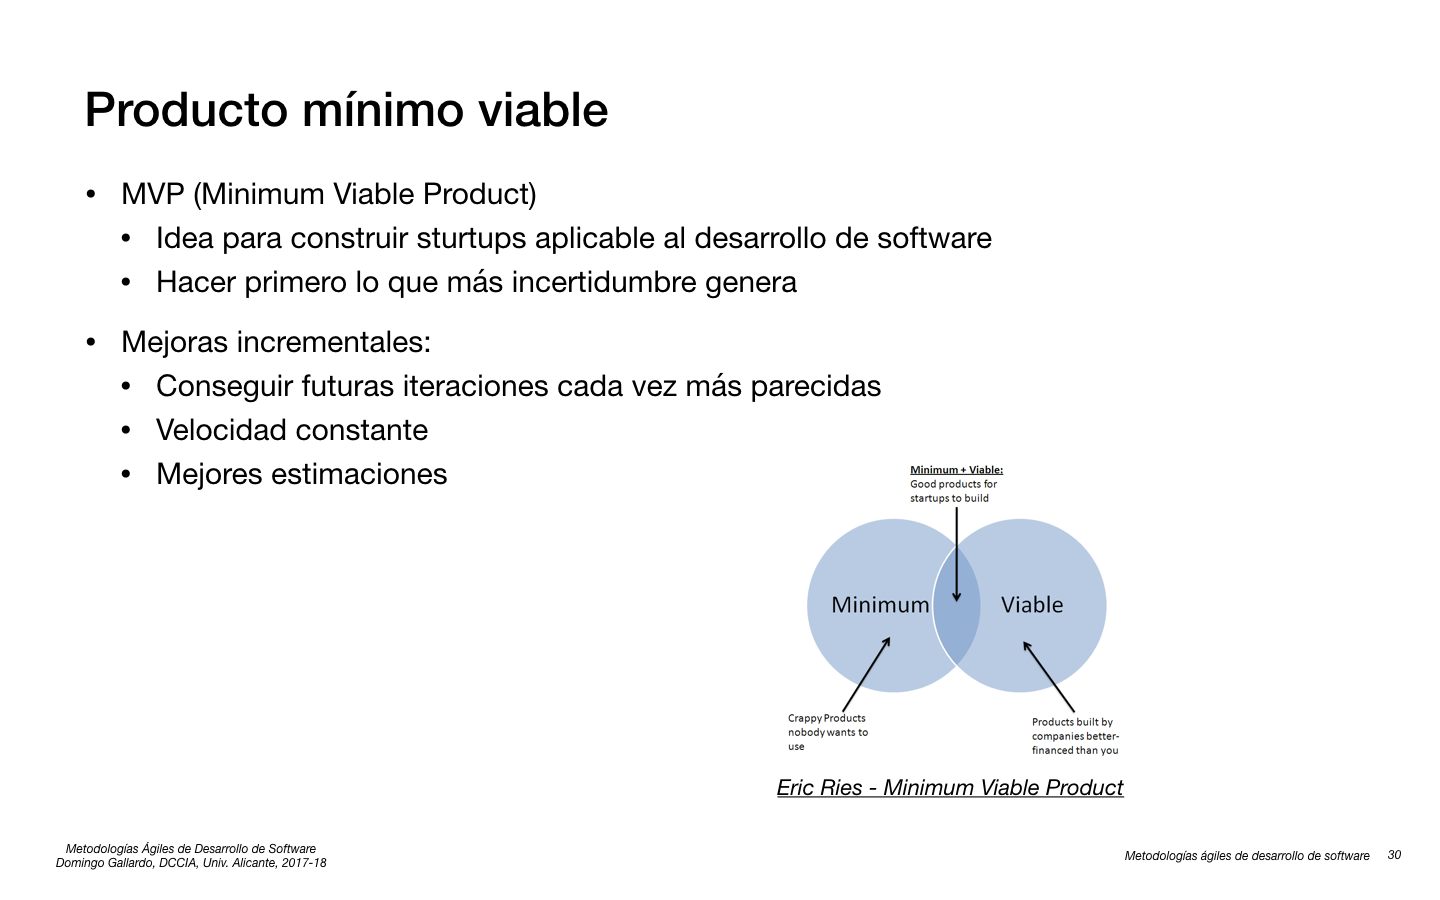 Producto mínimo viable
• MVP (Minimum Viable Product)
• Idea para construir sturtups aplicable al desarrollo de software
• Hacer primero lo que más incertidumbre genera
• Mejoras incrementales:
• Conseguir futuras iteraciones cada vez más parecidas
• Velocidad constante
• Mejores estimaciones
Minimum + Viable:
Good products for
startups to build
Minimum
Viable
Crappy Products
nobody wants to
use
Products built by
companies better-
financed than you
Eric Ries - Minimum Viable Product
Metodologías Ágiles de Desarrollo de Software
Domingo Gallardo, DCCIA, Univ. Alicante, 2017-18
Metodologías ágiles de desarrollo de software 30